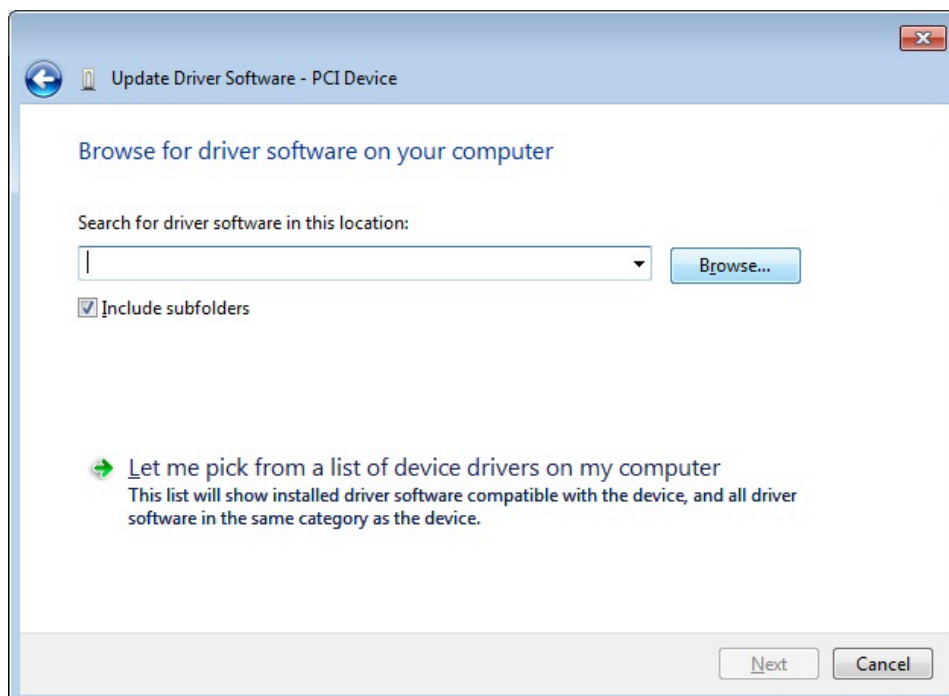 Update Driver Software - PCI Device
Browse for driver software on your computer
Search for driver software in this location:
Browse...
Include subfolders
Let me pick from a list of device drivers on my computer
This list will show installed driver software compatible with the device, and all driver
software in the same category as the device.
Next
Cancel